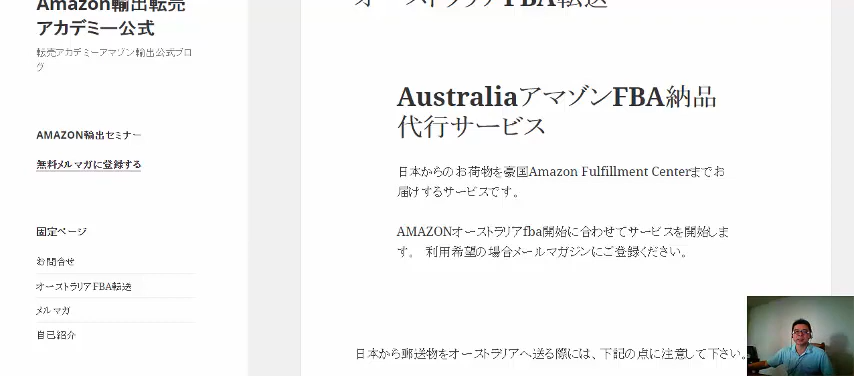 Amazon輸出転売
アカデミー公式
転売アカデミーアマゾン輸出公式ブロ
グ
AMAZON輸出セミナー
無料メルマガに登録する
固定ページ
お問合せ
オーストラリアFBA転送
メルマガ
自己紹介
オーストラリアFBA転送
AustraliaアマゾンFBA納品
代行サービス
日本からのお荷物を豪国Amazon Fulfillment Centerまでお
届けするサービスです。
AMAZONオーストラリアfba開始に合わせてサービスを開始しま
す。 利用希望の場合メールマガジンにご登録ください。
日本から郵送物をオーストラリアへ送る際には、下記の点に注意して下さい。